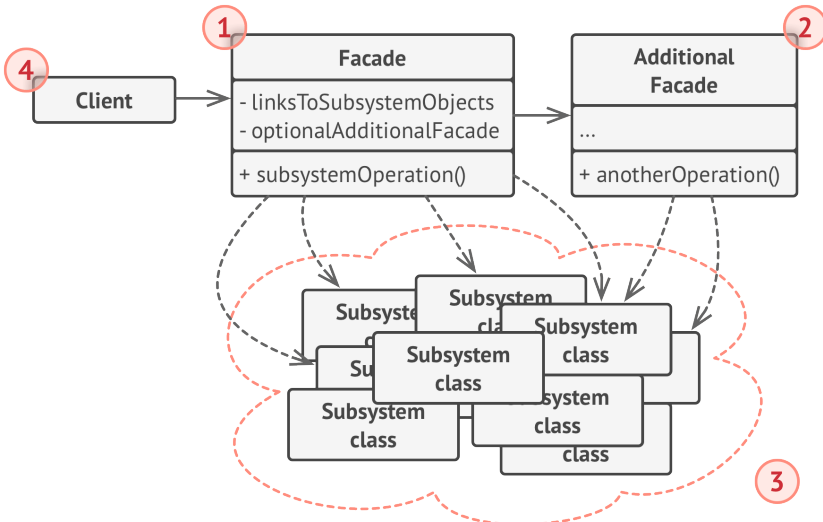 1
2
4
Facade
Additional
Facade
Client
- linksToSubsystemObjects
- optionalAdditionalFacade
...
+ subsystemOperation()
+ anotherOperation()
Subsystem
class
Subsystem
class
Subsystem
class
Subsystem
class
Subsystem
class
class
3